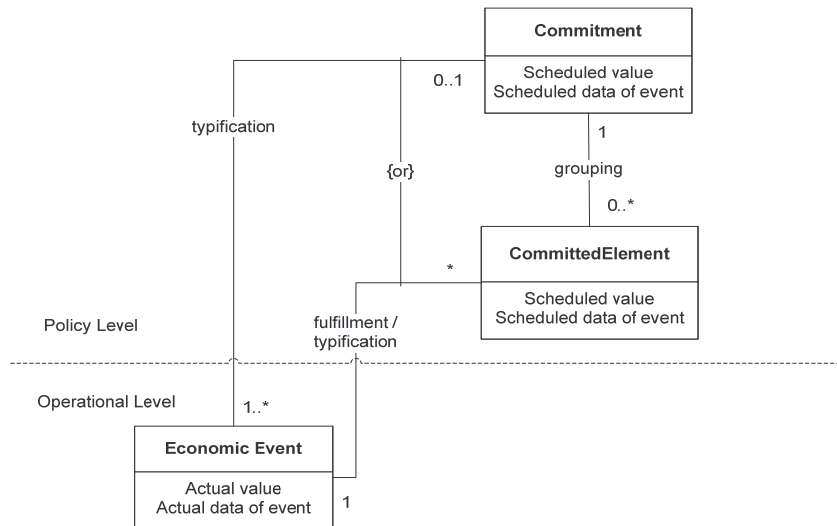 Commitment
Scheduled value
Scheduled data of event
0..1
typification
1
{or}
grouping
0..*
CommittedElement
*
Scheduled value
Scheduled data of event
Policy Level
fulfillment /
typification
Operational Level
1..*
Economic Event
Actual value
Actual data of event
1